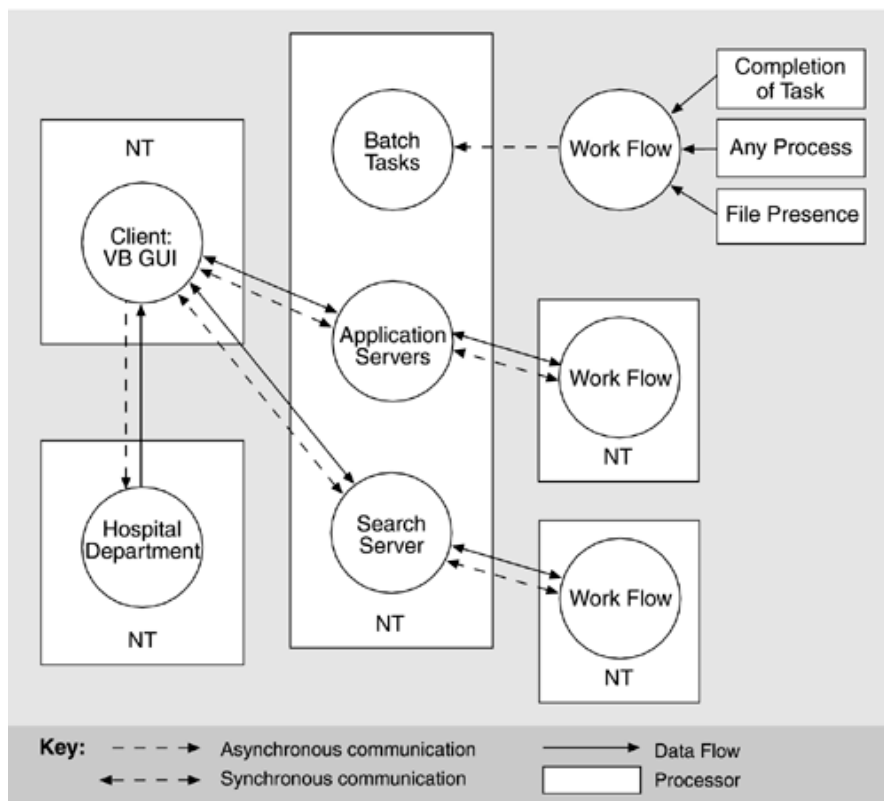 Completion
of Task
NT
Batch
Tasks
Work Flow
Any Process
File Presence
Client:
VB GUI
Application
Servers
Work Flow
NT
Hospital
Department
NT
Search
Server
NT
Work Flow
NT
Key:
Asynchronous communication
Data Flow
Synchronous communication
Processor